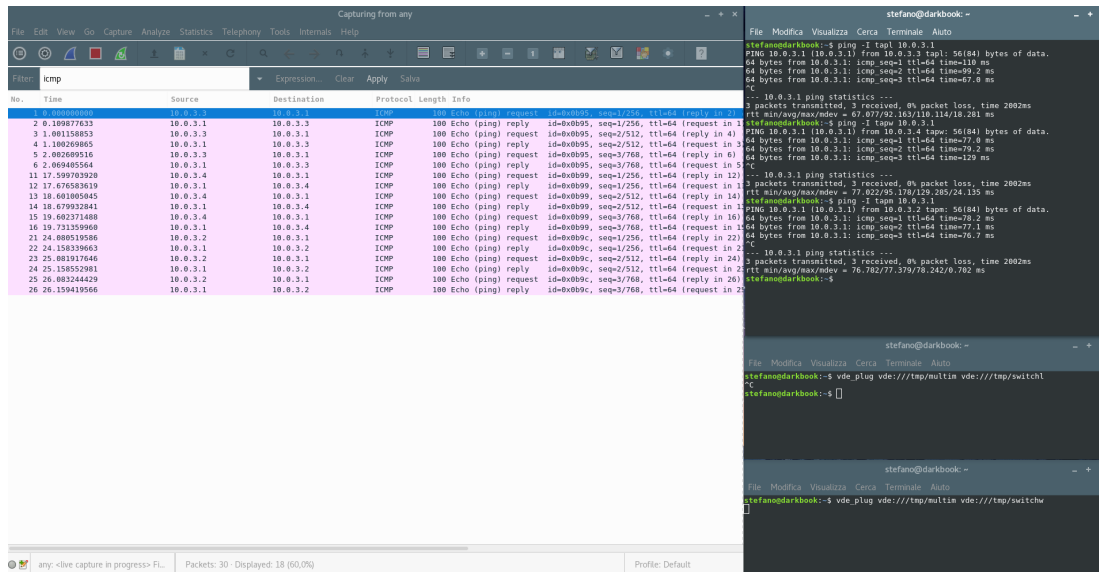 Capturing from any
File Edit View Go Capture Analyze Statistics Telephony Tools Internals Help
Filter: icmp Expression... Clear Apply Salva
No. Time Source Destination Protocol Length Info
1 0.000000000 10.0.3.3 10.0.3.1 ICMP 100 Echo (ping) request id=0x0b95, seq=1/256, ttl=64 (reply in 2)
2 0.109877633 10.0.3.1 10.0.3.3 ICMP 100 Echo (ping) reply id=0x0b95, seq=1/256, ttl=64 (request in 1
3 1.001158853 10.0.3.3 10.0.3.1 ICMP 100 Echo (ping) request id=0x0b95, seq=2/512, ttl=64 (reply in 4)
4 1.100269865 10.0.3.1 10.0.3.3 ICMP 100 Echo (ping) reply id=0x0b95, seq=2/512, ttl=64 (request in 3
5 2.002609516 10.0.3.3 10.0.3.1 ICMP 100 Echo (ping) request id=0x0b95, seq=3/768, ttl=64 (reply in 6)
6 2.069405564 10.0.3.1 10.0.3.3 ICMP 100 Echo (ping) reply id=0x0b95, seq=3/768, ttl=64 (request in 5
11 17.599703920 10.0.3.4 10.0.3.1 ICMP 100 Echo (ping) request id=0x0b99, seq=1/256, ttl=64 (reply in 12)
12 17.676583619 10.0.3.1 10.0.3.4 ICMP 100 Echo (ping) reply id=0x0b99, seq=1/256, ttl=64 (request in 1
13 18.601005045 10.0.3.4 10.0.3.1 ICMP 100 Echo (ping) request id=0x0b99, seq=2/512, ttl=64 (reply in 14)
14 18.679932841 10.0.3.1 10.0.3.4 ICMP 100 Echo (ping) reply id=0x0b99, seq=2/512, ttl=64 (request in 1
15 19.602371488 10.0.3.4 10.0.3.1 ICMP 100 Echo (ping) request id=0x0b99, seq=3/768, ttl=64 (reply in 16)
16 19.731359960 10.0.3.1 10.0.3.4 ICMP 100 Echo (ping) reply id=0x0b99, seq=3/768, ttl=64 (request in 1
21 24.080519586 10.0.3.2 10.0.3.1 ICMP 100 Echo (ping) request id=0x0b9c, seq=1/256, ttl=64 (reply in 22)
22 24.158339663 10.0.3.1 10.0.3.2 ICMP 100 Echo (ping) reply id=0x0b9c, seq=1/256, ttl=64 (request in 2
23 25.081917646 10.0.3.2 10.0.3.1 ICMP 100 Echo (ping) request id=0x0b9c, seq=2/512, ttl=64 (reply in 24)
24 25.158552981 10.0.3.1 10.0.3.2 ICMP 100 Echo (ping) reply id=0x0b9c, seq=2/512, ttl=64 (request in 2
25 26.083244429 10.0.3.2 10.0.3.1 ICMP 100 Echo (ping) request id=0x0b9c, seq=3/768, ttl=64 (reply in 26)
26 26.159419566 10.0.3.1 10.0.3.2 ICMP 100 Echo (ping) reply id=0x0b9c, seq=3/768, ttl=64 (request in 25
any: <live capture in progress> Fi... Packets: 30 · Displayed: 18 (60,0%) Profile: Default
stefano@darkbook: ~
File Modifica Visualizza Cerca Terminale Aiuto
stefano@darkbook:~$ ping -I tapl 10.0.3.1
PING 10.0.3.1 (10.0.3.1) from 10.0.3.3 tapl: 56(84) bytes of data.
64 bytes from 10.0.3.1: icmp_seq=1 ttl=64 time=110 ms
64 bytes from 10.0.3.1: icmp_seq=2 ttl=64 time=99.2 ms
64 bytes from 10.0.3.1: icmp_seq=3 ttl=64 time=67.0 ms
^C
--- 10.0.3.1 ping statistics ---
3 packets transmitted, 3 received, 0% packet loss, time 2002ms
rtt min/avg/max/mdev = 67.077/92.163/110.114/18.281 ms
stefano@darkbook:~$ ping -I tapw 10.0.3.1
PING 10.0.3.1 (10.0.3.1) from 10.0.3.4 tapw: 56(84) bytes of data.
64 bytes from 10.0.3.1: icmp_seq=1 ttl=64 time=77.0 ms
64 bytes from 10.0.3.1: icmp_seq=2 ttl=64 time=79.2 ms
64 bytes from 10.0.3.1: icmp_seq=3 ttl=64 time=129 ms
^C
--- 10.0.3.1 ping statistics ---
3 packets transmitted, 3 received, 0% packet loss, time 2002ms
rtt min/avg/max/mdev = 77.022/95.178/129.285/24.135 ms
stefano@darkbook:~$ ping -I tapm 10.0.3.1
PING 10.0.3.1 (10.0.3.1) from 10.0.3.2 tapm: 56(84) bytes of data.
64 bytes from 10.0.3.1: icmp_seq=1 ttl=64 time=78.2 ms
64 bytes from 10.0.3.1: icmp_seq=2 ttl=64 time=77.1 ms
64 bytes from 10.0.3.1: icmp_seq=3 ttl=64 time=76.7 ms
^C
--- 10.0.3.1 ping statistics ---
3 packets transmitted, 3 received, 0% packet loss, time 2002ms
rtt min/avg/max/mdev = 76.782/77.379/78.242/0.702 ms
stefano@darkbook:~$
stefano@darkbook: ~
File Modifica Visualizza Cerca Terminale Aiuto
stefano@darkbook:~$ vde_plug vde:///tmp/multim vde:///tmp/switchl
^C
stefano@darkbook:~$
stefano@darkbook: ~
File Modifica Visualizza Cerca Terminale Aiuto
stefano@darkbook:~$ vde_plug vde:///tmp/multim vde:///tmp/switchw